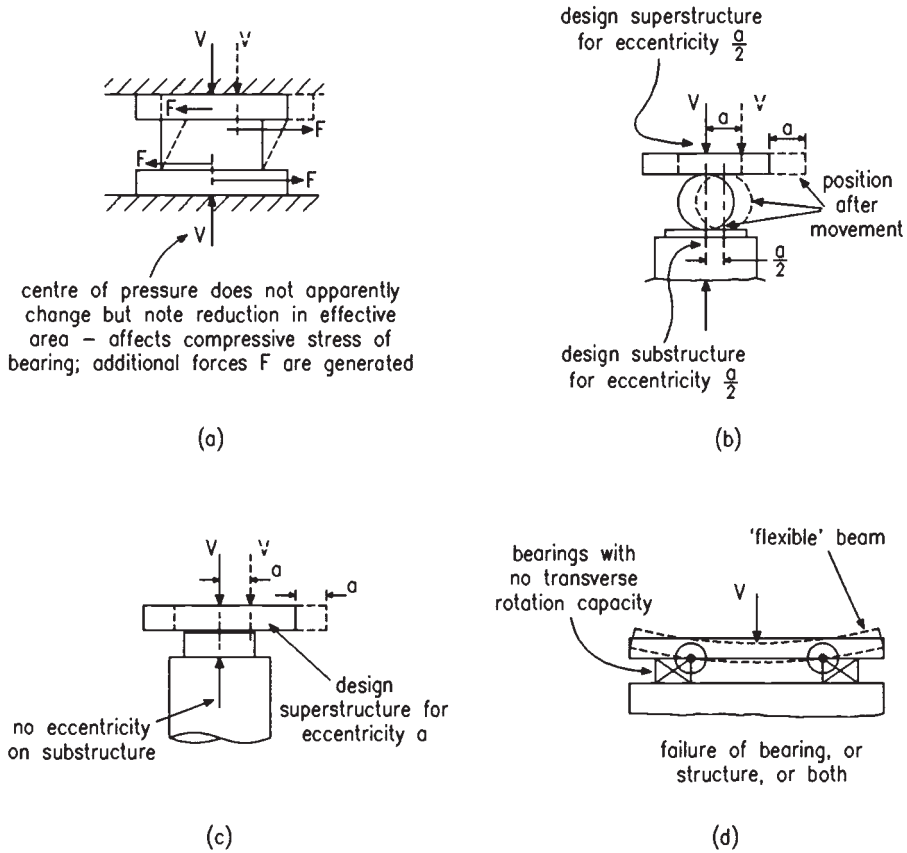 V
V
F
F
F
F
V
centre of pressure does not apparently
change but note reduction in effective
area – affects compressive stress of
bearing; additional forces F are generated
(a)
design superstructure
for eccentricity a/2
V
V
a
a
position
after
movement
a/2
design substructure
for eccentricity a/2
(b)
V
V
a
a
no eccentricity
on substructure
design
superstructure for
eccentricity a
(c)
'flexible' beam
bearings with
no transverse
rotation capacity
V
failure of bearing, or
structure, or both
(d)